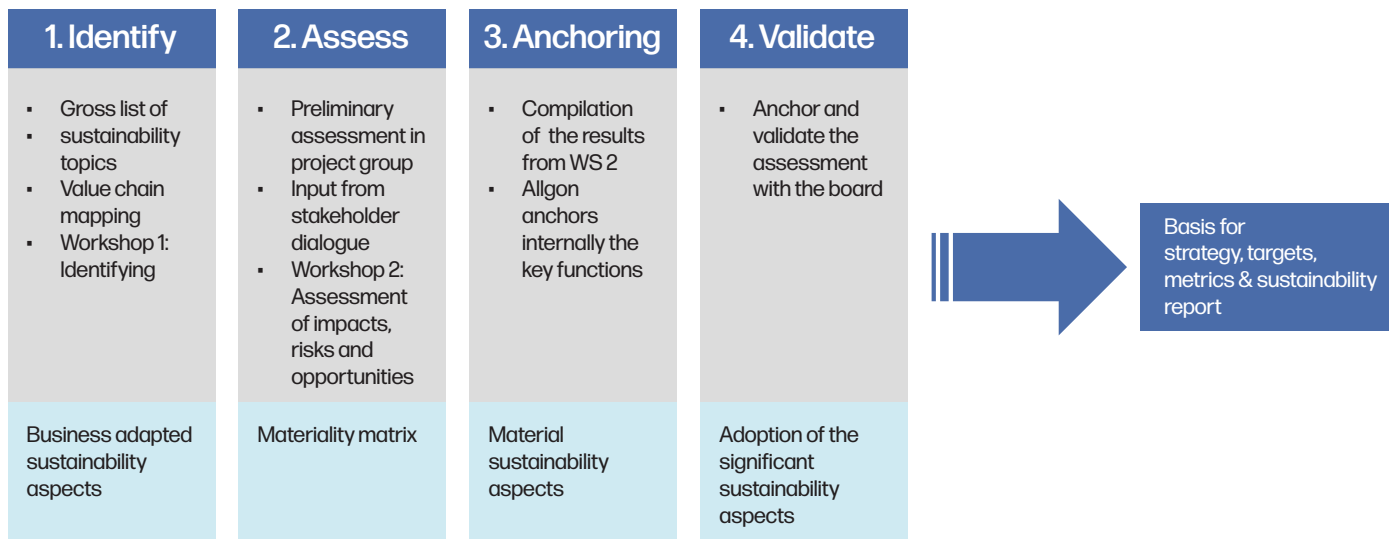 1. Identify
▪ Gross list of
▪ sustainability
topics
▪ Value chain
mapping
▪ Workshop 1:
Identifying
Business adapted
sustainability
aspects
2. Assess
▪ Preliminary
assessment in
project group
▪ Input from
stakeholder
dialogue
▪ Workshop 2:
Assessment
of impacts,
risks and
opportunities
Materiality matrix
3. Anchoring
▪ Compilation
of the results
from WS 2
▪ Allgon
anchors
internally the
key functions
Material
sustainability
aspects
4. Validate
▪ Anchor and
validate the
assessment
with the board
Adoption of the
significant
sustainability
aspects
Basis for
strategy, targets,
metrics & sustainability
report